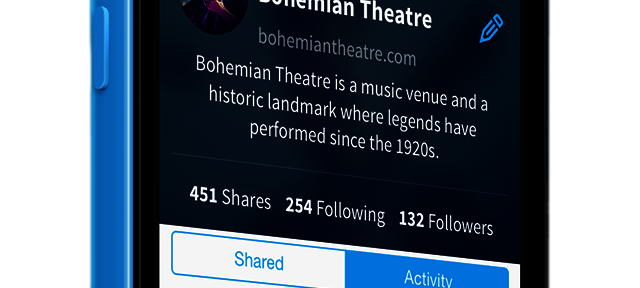 Bohemian Theatre
bohemiantheatre.com
Bohemian Theatre is a music venue and a
historic landmark where legends have
performed since the 1920s.
451 Shares 254 Following 132 Followers
Shared Activity